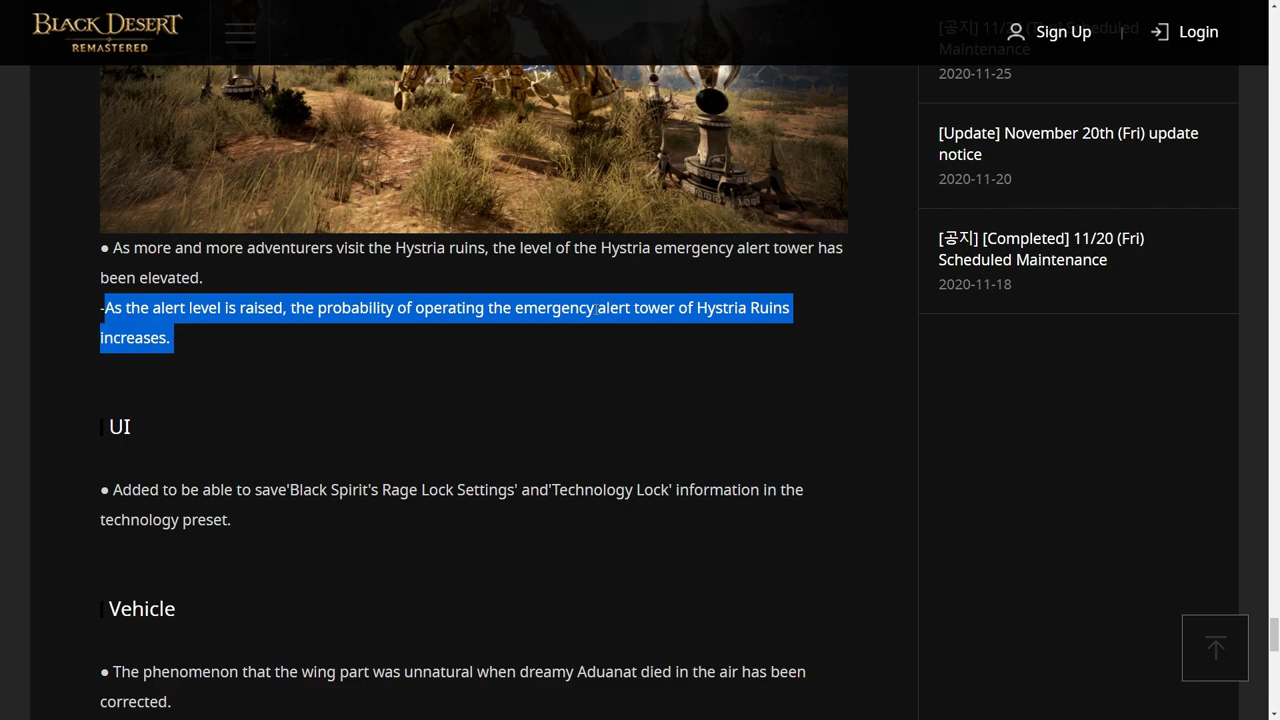 BLACK DESERT
REMASTERED
Sign Up
Login
[공지] 11/2
Scheduled
Maintenance
2020-11-25
[Update] November 20th (Fri) update
notice
2020-11-20
[공지] [Completed] 11/20 (Fri)
Scheduled Maintenance
2020-11-18
● As more and more adventurers visit the Hystria ruins, the level of the Hystria emergency alert tower has
been elevated.
-As the alert level is raised, the probability of operating the emergency alert tower of Hystria Ruins
increases.
UI
● Added to be able to save'Black Spirit's Rage Lock Settings' and'Technology Lock' information in the
technology preset.
Vehicle
● The phenomenon that the wing part was unnatural when dreamy Aduanat died in the air has been
corrected.